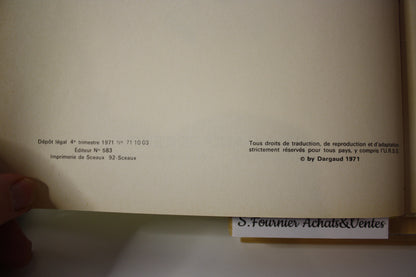 Dépôt légal 4e trimestre 1971 No 71 10 03
Éditeur No 583
Imprimerie de Sceaux 92-Sceaux
Tous droits de traduction, de reproduction et d'adaptation
strictement réservés pour tous pays, y compris l'U.R.S.S
© by Dargaud 1971
S.Fournier Achats&Ventes